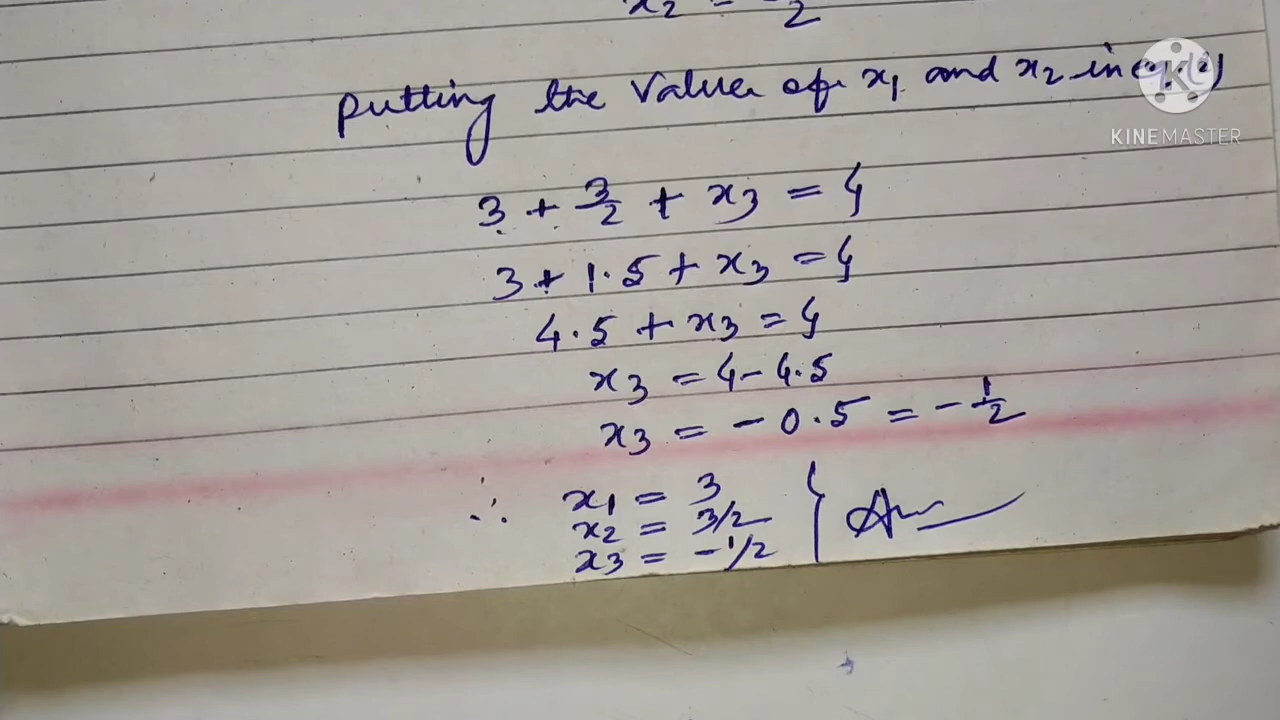 x2 = 2
putting the Value of x1 and x2 in
KINEMASTER
3 + 3/2 + x3 = 4
3 + 1.5 + x3 = 4
4.5 + x3 = 4
x3 = 4 - 4.5
x3 = - 0.5 = - 1/2
∴ x1 = 3
x2 = 3/2
x3 = -1/2
} Ans